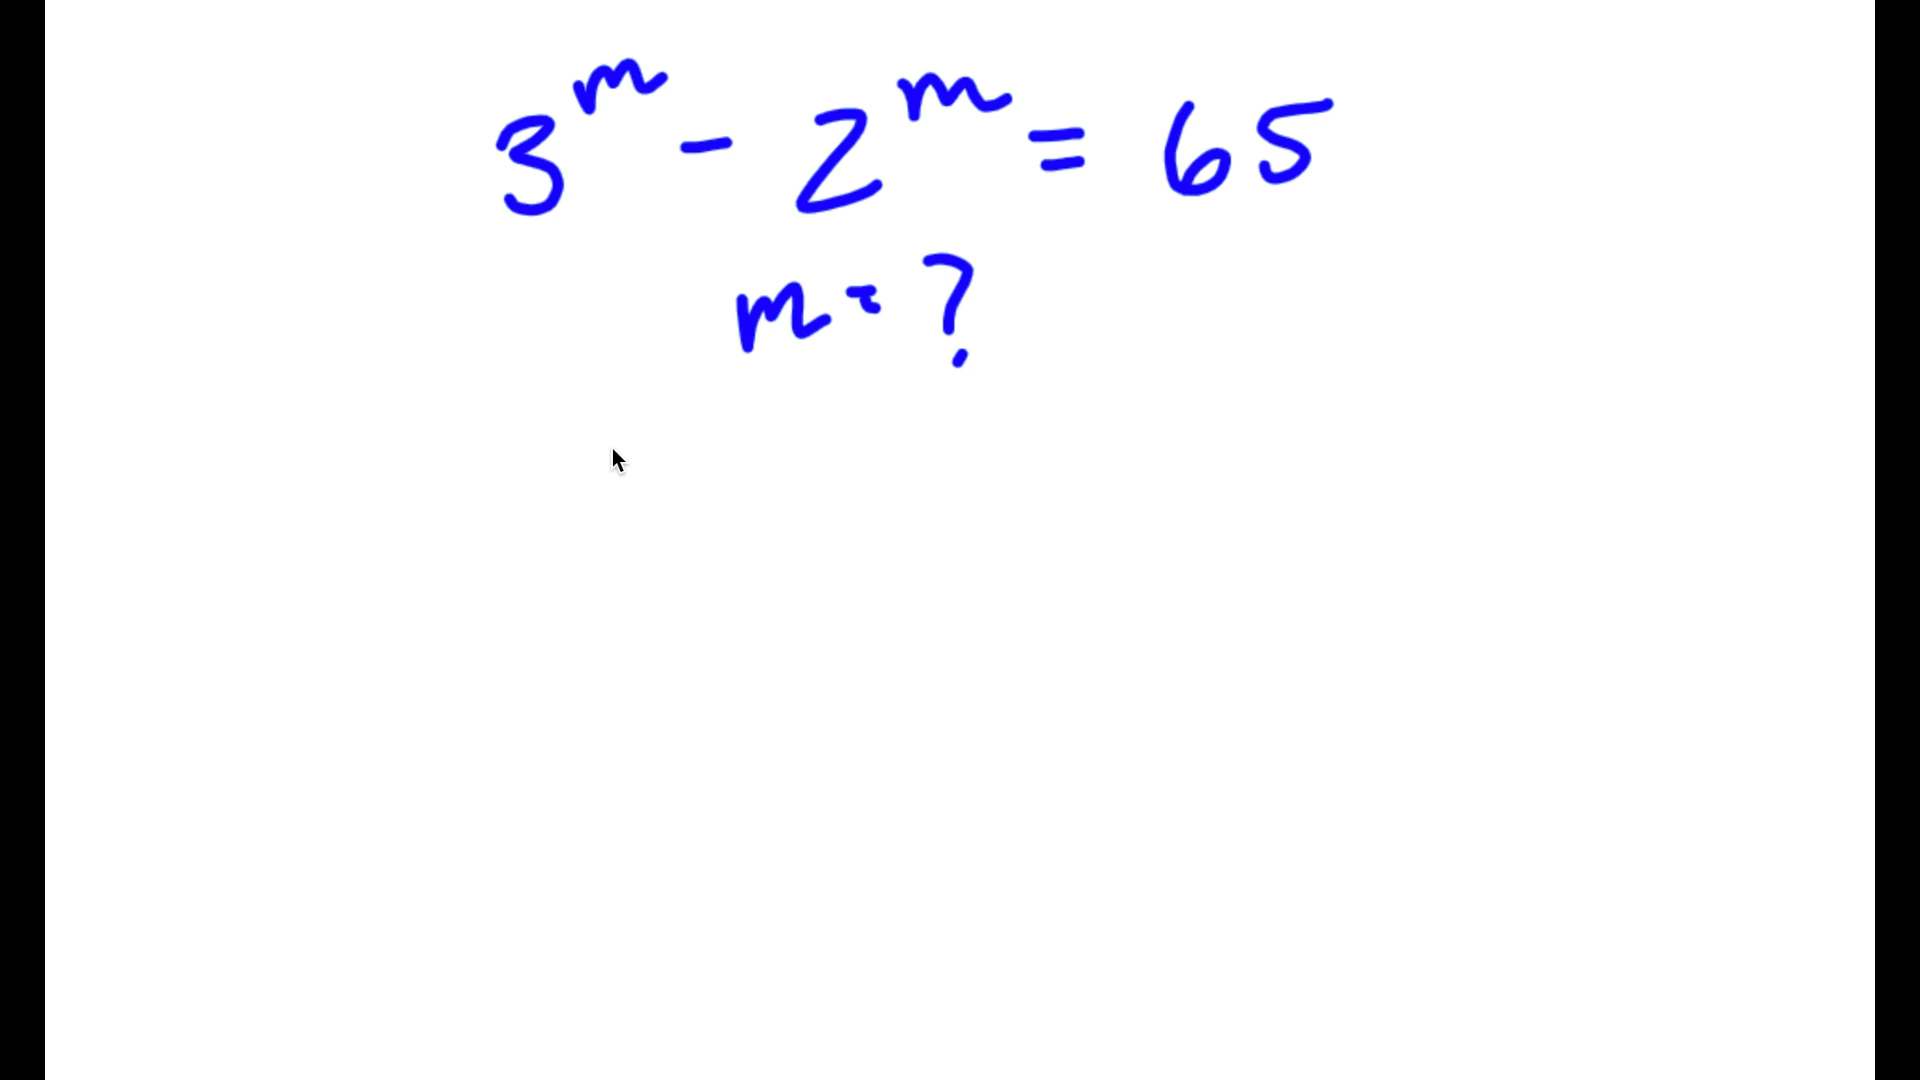 3^m - 2^m = 65
m = ?